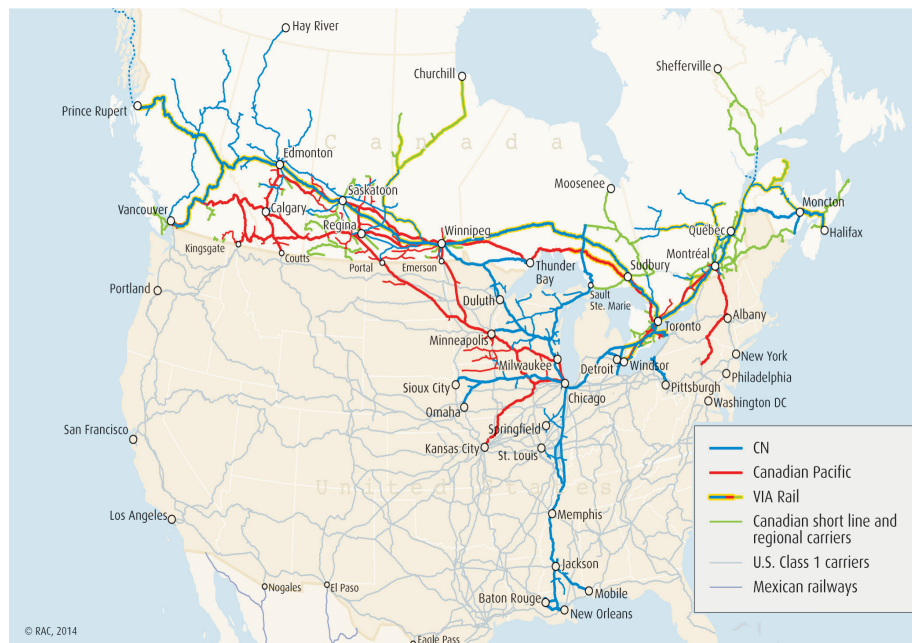 Hay River
Churchill
Shefferville
Prince Rupert
Canada
Edmonton
Saskatoon
Moosenee
Moncton
Vancouver
Calgary
Regina
Winnipeg
Québec
Halifax
Kingsgate
Coutts
Portal
Emerson
Thunder
Bay
Sudbury
Montréal
Portland
Duluth
Sault
Ste. Marie
Toronto
Albany
Minneapolis
Milwaukee
Detroit
Windsor
New York
Philadelphia
Sioux City
Chicago
Pittsburgh
Washington DC
Omaha
San Francisco
Springfield
Kansas City
St. Louis
United States
Los Angeles
Memphis
Nogales
El Paso
Jackson
Mobile
Baton Rouge
New Orleans
Eagle Pass
CN
Canadian Pacific
VIA Rail
Canadian short line and
regional carriers
U.S. Class 1 carriers
Mexican railways
© RAC, 2014